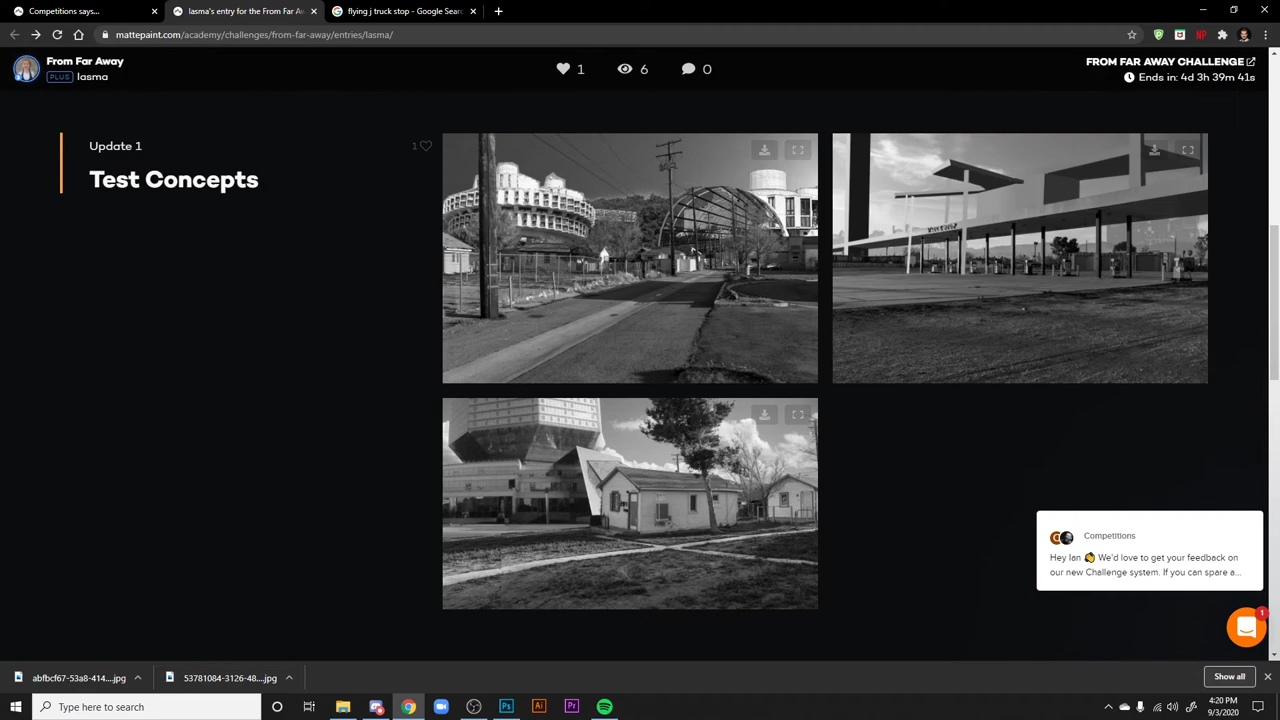 Competitions says...
lasma's entry for the From Far Aw
flying j truck stop - Google Searc
mattepaint.com/academy/challenges/from-far-away/entries/lasma/
From Far Away
PLUS lasma
1 6 0
FROM FAR AWAY CHALLENGE
Ends in: 4d 3h 39m 41s
Update 1
1
Test Concepts
Competitions
Hey Ian 👋 We'd love to get your feedback on
our new Challenge system. If you can spare a...
1
abfbcf67-53a8-414....jpg
53781084-3126-48....jpg
Show all
Type here to search
Ps
Ai
Pr
4:20 PM
9/3/2020